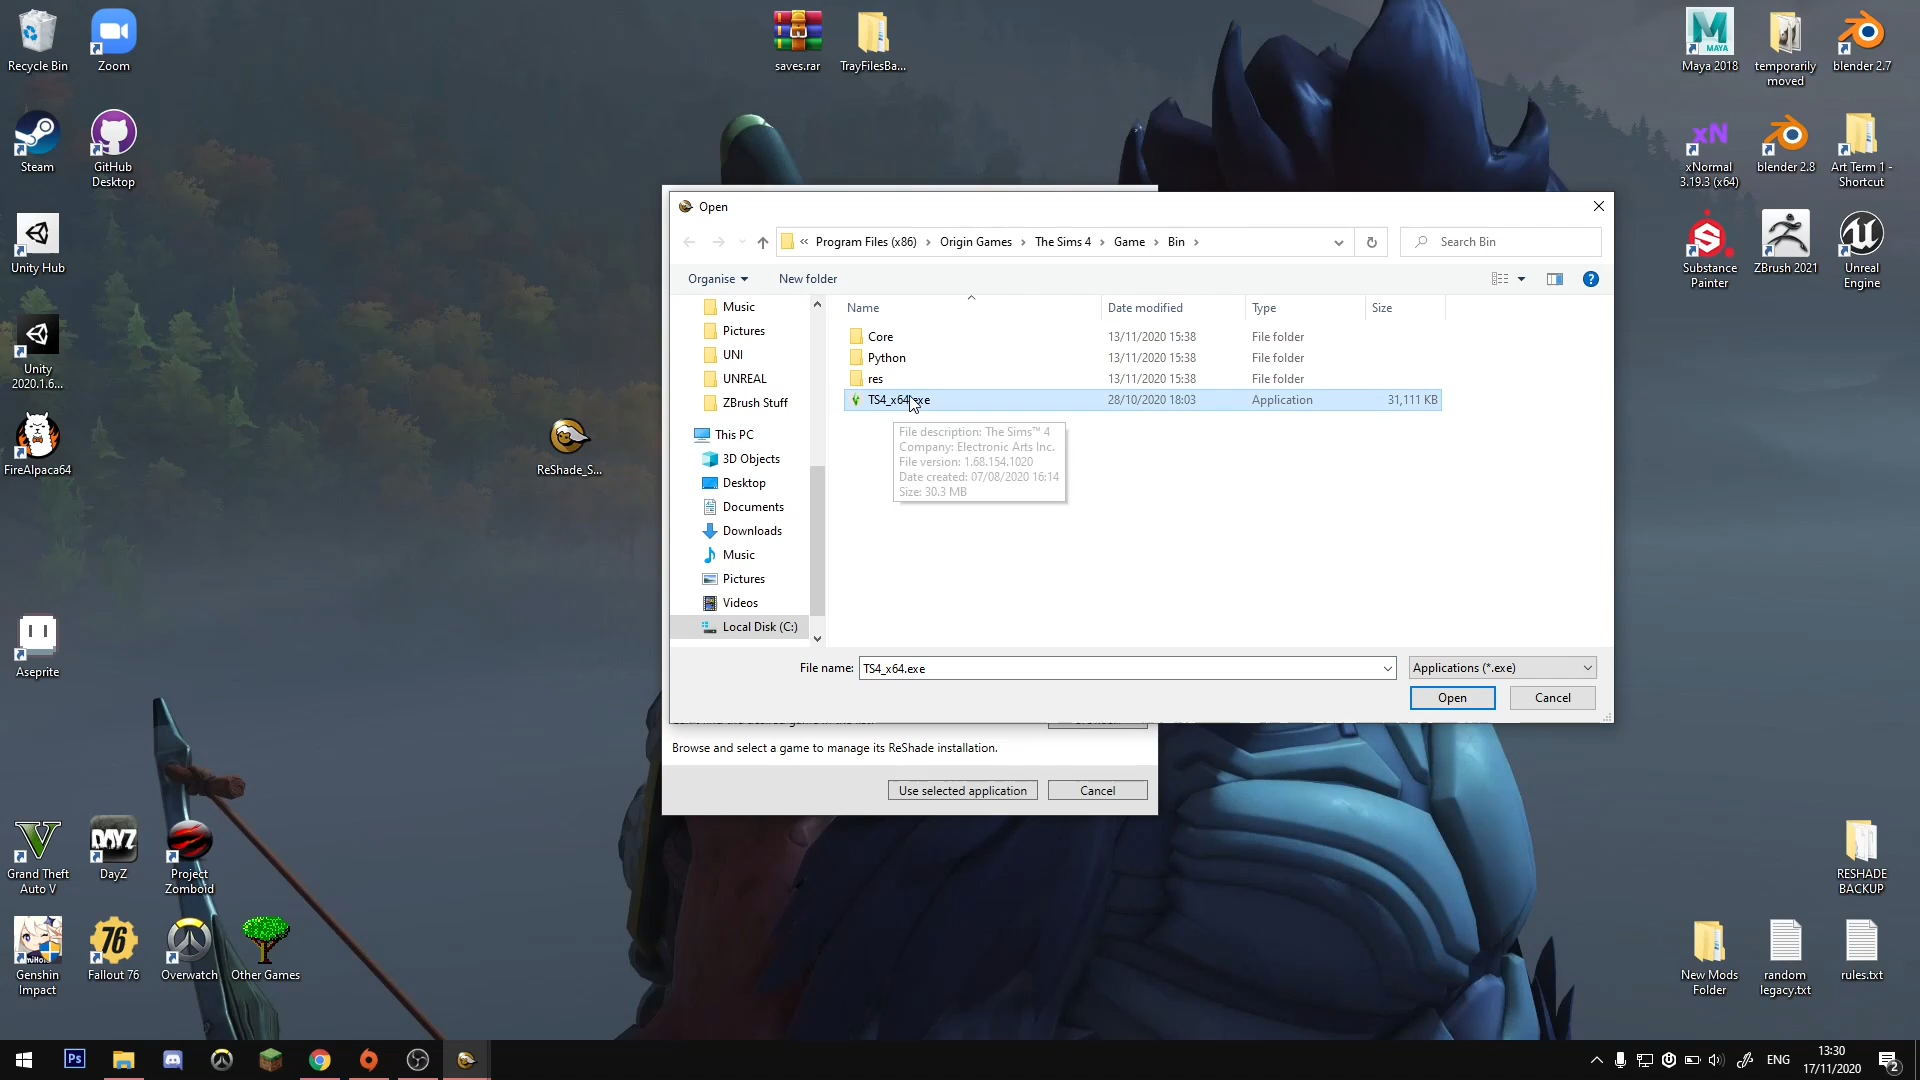 Recycle Bin
Zoom
saves.rar
TrayFilesBa...
MAYA
Maya 2018
temporarily
moved
blender 2.7
Steam
GitHub
Desktop
xN
xNormal
3.19.3 (x64)
blender 2.8
Art Term 1 -
Shortcut
Unity Hub
Substance
Painter
ZBrush 2021
Unreal
Engine
Unity
2020.1.6...
FireAlpaca64
ReShade_S...
Aseprite
Open
« Program Files (x86) › Origin Games › The Sims 4 › Game › Bin ›
Search Bin
Organise
New folder
Music
Pictures
UNI
UNREAL
ZBrush Stuff
This PC
3D Objects
Desktop
Documents
Downloads
Music
Pictures
Videos
Local Disk (C:)
Name Date modified Type Size
Core 13/11/2020 15:38 File folder
Python 13/11/2020 15:38 File folder
res 13/11/2020 15:38 File folder
TS4_x64.exe 28/10/2020 18:03 Application 31,111 KB
File description: The Sims™ 4
Company: Electronic Arts Inc.
File version: 1.68.154.1020
Date created: 07/08/2020 16:14
Size: 30.3 MB
File name: TS4_x64.exe
Applications (*.exe)
Open
Cancel
Browse and select a game to manage its ReShade installation.
Use selected application
Cancel
Grand Theft
Auto V
DAYZ
DayZ
Project
Zomboid
RESHADE
BACKUP
Genshin
Impact
76
Fallout 76
Overwatch
Other Games
New Mods
Folder
random
legacy.txt
rules.txt
Ps
ENG
13:30
17/11/2020
2